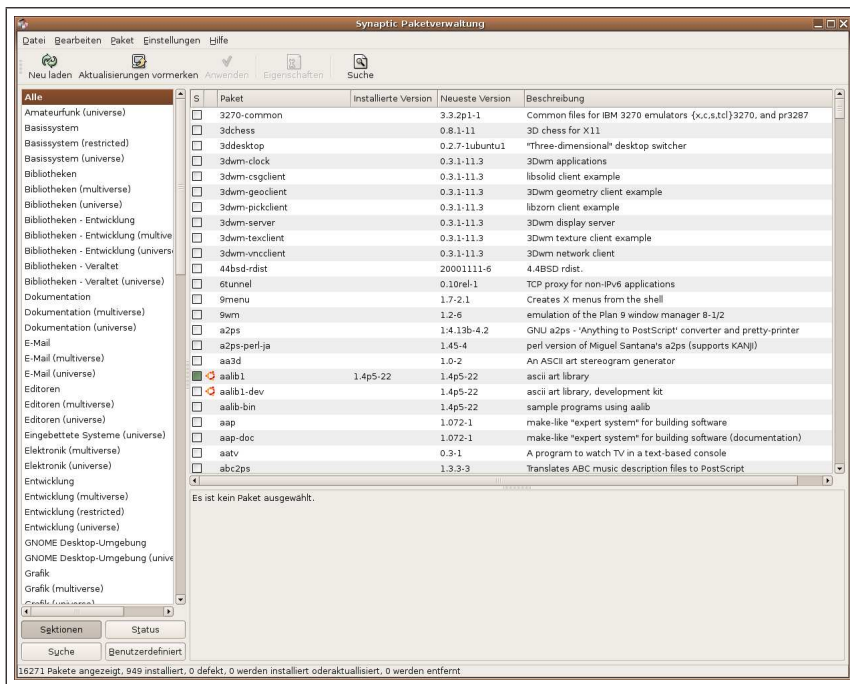 Synaptic Paketverwaltung
Datei Bearbeiten Paket Einstellungen Hilfe
Neu laden Aktualisierungen vormerken Anwenden Eigenschaften Suche
Alle
Amateurfunk (universe)
Basissystem
Basissystem (restricted)
Basissystem (universe)
Bibliotheken
Bibliotheken (multiverse)
Bibliotheken (universe)
Bibliotheken - Entwicklung
Bibliotheken - Entwicklung (multive
Bibliotheken - Entwicklung (univers
Bibliotheken - Veraltet
Bibliotheken - Veraltet (universe)
Dokumentation
Dokumentation (multiverse)
Dokumentation (universe)
E-Mail
E-Mail (multiverse)
E-Mail (universe)
Editoren
Editoren (multiverse)
Editoren (universe)
Eingebettete Systeme (universe)
Elektronik (multiverse)
Elektronik (universe)
Entwicklung
Entwicklung (multiverse)
Entwicklung (restricted)
Entwicklung (universe)
GNOME Desktop-Umgebung
GNOME Desktop-Umgebung (unive
Grafik
Grafik (multiverse)
Grafik (universe)
Sektionen Status
Suche Benutzerdefiniert
S Paket Installierte Version Neueste Version Beschreibung
3270-common 3.3.2p1-1 Common files for IBM 3270 emulators {x,c,s,tcl}3270, and pr3287
3dchess 0.8.1-11 3D chess for X11
3ddesktop 0.2.7-1ubuntu1 "Three-dimensional" desktop switcher
3dwm-clock 0.3.1-11.3 3Dwm applications
3dwm-csgclient 0.3.1-11.3 libsolid client example
3dwm-geoclient 0.3.1-11.3 3Dwm geometry client example
3dwm-pickclient 0.3.1-11.3 libzorn client example
3dwm-server 0.3.1-11.3 3Dwm display server
3dwm-texclient 0.3.1-11.3 3Dwm texture client example
3dwm-vncclient 0.3.1-11.3 3Dwm network client
44bsd-rdist 20001111-6 4.4BSD rdist.
6tunnel 0.10rel-1 TCP proxy for non-IPv6 applications
9menu 1.7-2.1 Creates X menus from the shell
9wm 1.2-6 emulation of the Plan 9 window manager 8-1/2
a2ps 1:4.13b-4.2 GNU a2ps - 'Anything to PostScript' converter and pretty-printer
a2ps-perl-ja 1.45-4 perl version of Miguel Santana's a2ps (supports KANJI)
aa3d 1.0-2 An ASCII art stereogram generator
aalib1 1.4p5-22 1.4p5-22 ascii art library
aalib1-dev 1.4p5-22 ascii art library, development kit
aalib-bin 1.4p5-22 sample programs using aalib
aap 1.072-1 make-like "expert system" for building software
aap-doc 1.072-1 make-like "expert system" for building software (documentation)
aatv 0.3-1 A program to watch TV in a text-based console
abc2ps 1.3.3-3 Translates ABC music description files to PostScript
Es ist kein Paket ausgewählt.
16271 Pakete angezeigt, 949 installiert, 0 defekt, 0 werden installiert oderaktuallisiert, 0 werden entfernt